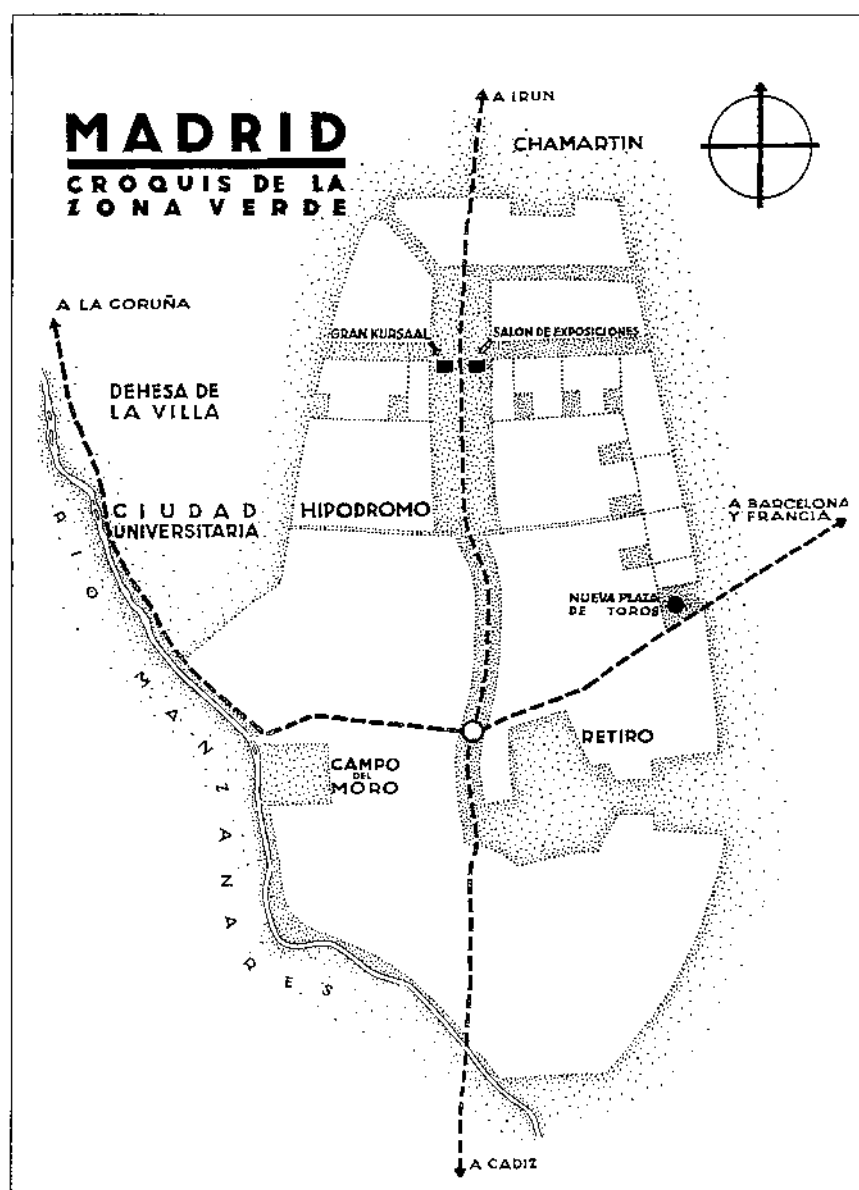 MADRID
CROQUIS DE LA
ZONA VERDE
A IRUN
CHAMARTIN
A LA CORUÑA
GRAN KURSAAL
SALON DE EXPOSICIONES
DEHESA DE
LA VILLA
CIUDAD
UNIVERSITARIA
HIPODROMO
A BARCELONA
Y FRANCIA
NUEVA PLAZA
DE TOROS
RIO MANZANARES
RETIRO
CAMPO
DEL
MORO
A CADIZ